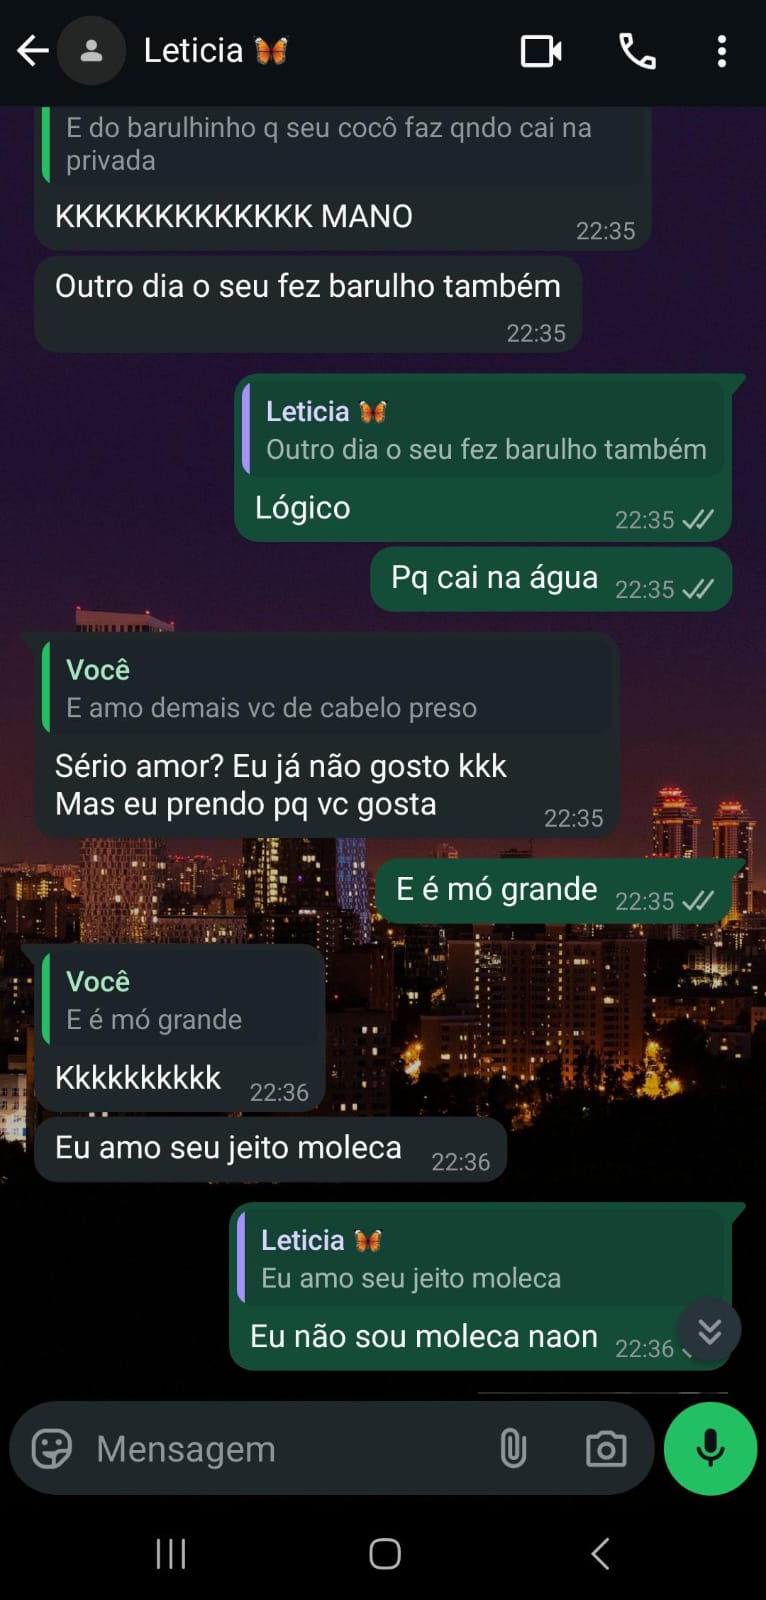 Leticia 🦋
E do barulhinho q seu cocô faz qndo cai na
privada
KKKKKKKKKKKKK MANO
22:35
Outro dia o seu fez barulho também
22:35
Leticia 🦋
Outro dia o seu fez barulho também
Lógico
22:35
Pq cai na água
22:35
Você
E amo demais vc de cabelo preso
Sério amor? Eu já não gosto kkk
Mas eu prendo pq vc gosta
22:35
E é mó grande
22:35
Você
E é mó grande
Kkkkkkkkkk
22:36
Eu amo seu jeito moleca
22:36
Leticia 🦋
Eu amo seu jeito moleca
Eu não sou moleca naon
22:36
Mensagem